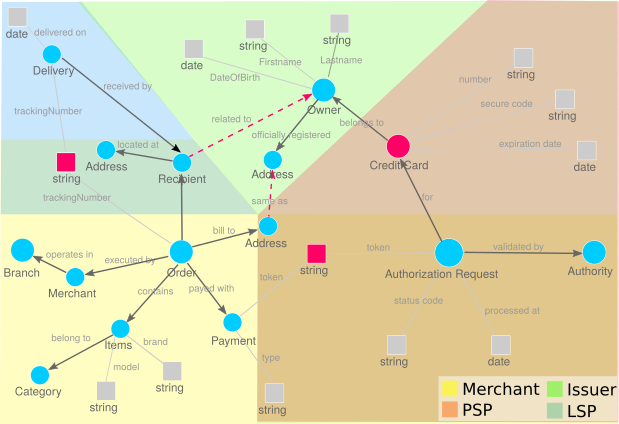 date
delivered on
Delivery
string
date
string
DateOfBirth
Firstname
Lastname
received by
Owner
related to
officially registered
belongs to
number
string
secure code
string
expiration date
date
trackingNumber
Address
located at
string
Recipient
Address
Credit Card
same as
for
trackingNumber
bill to
Address
Branch
operates in
Merchant
executed by
Order
contains
payed with
token
string
token
Authorization Request
validated by
Authority
status code
processed at
string
date
belong to
Items
brand
model
Category
string
string
Payment
type
string
Merchant
Issuer
PSP
LSP